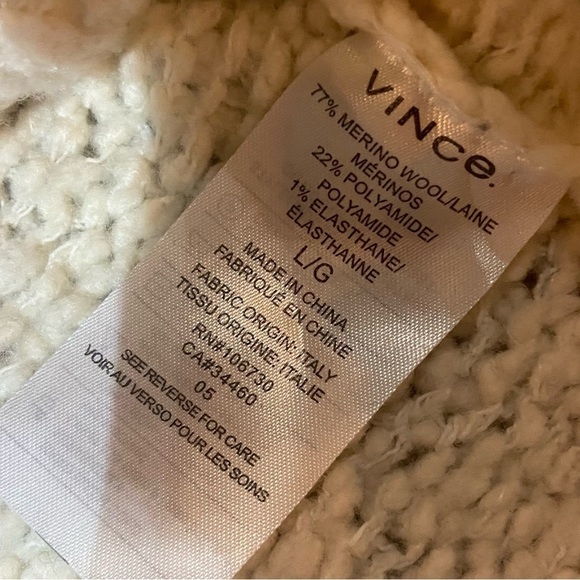 VINCE.
77% MERINO WOOL/LAINE
MÉRINOS
22% POLYAMIDE/
POLYAMIDE
1% ELASTHANE/
ÉLASTHANNE
L/G
MADE IN CHINA
FABRIQUÉ EN CHINE
FABRIC ORIGIN: ITALY
TISSU ORIGINE: ITALIE
RN#106730
CA#34460
05
SEE REVERSE FOR CARE
VOIR AU VERSO POUR LES SOINS